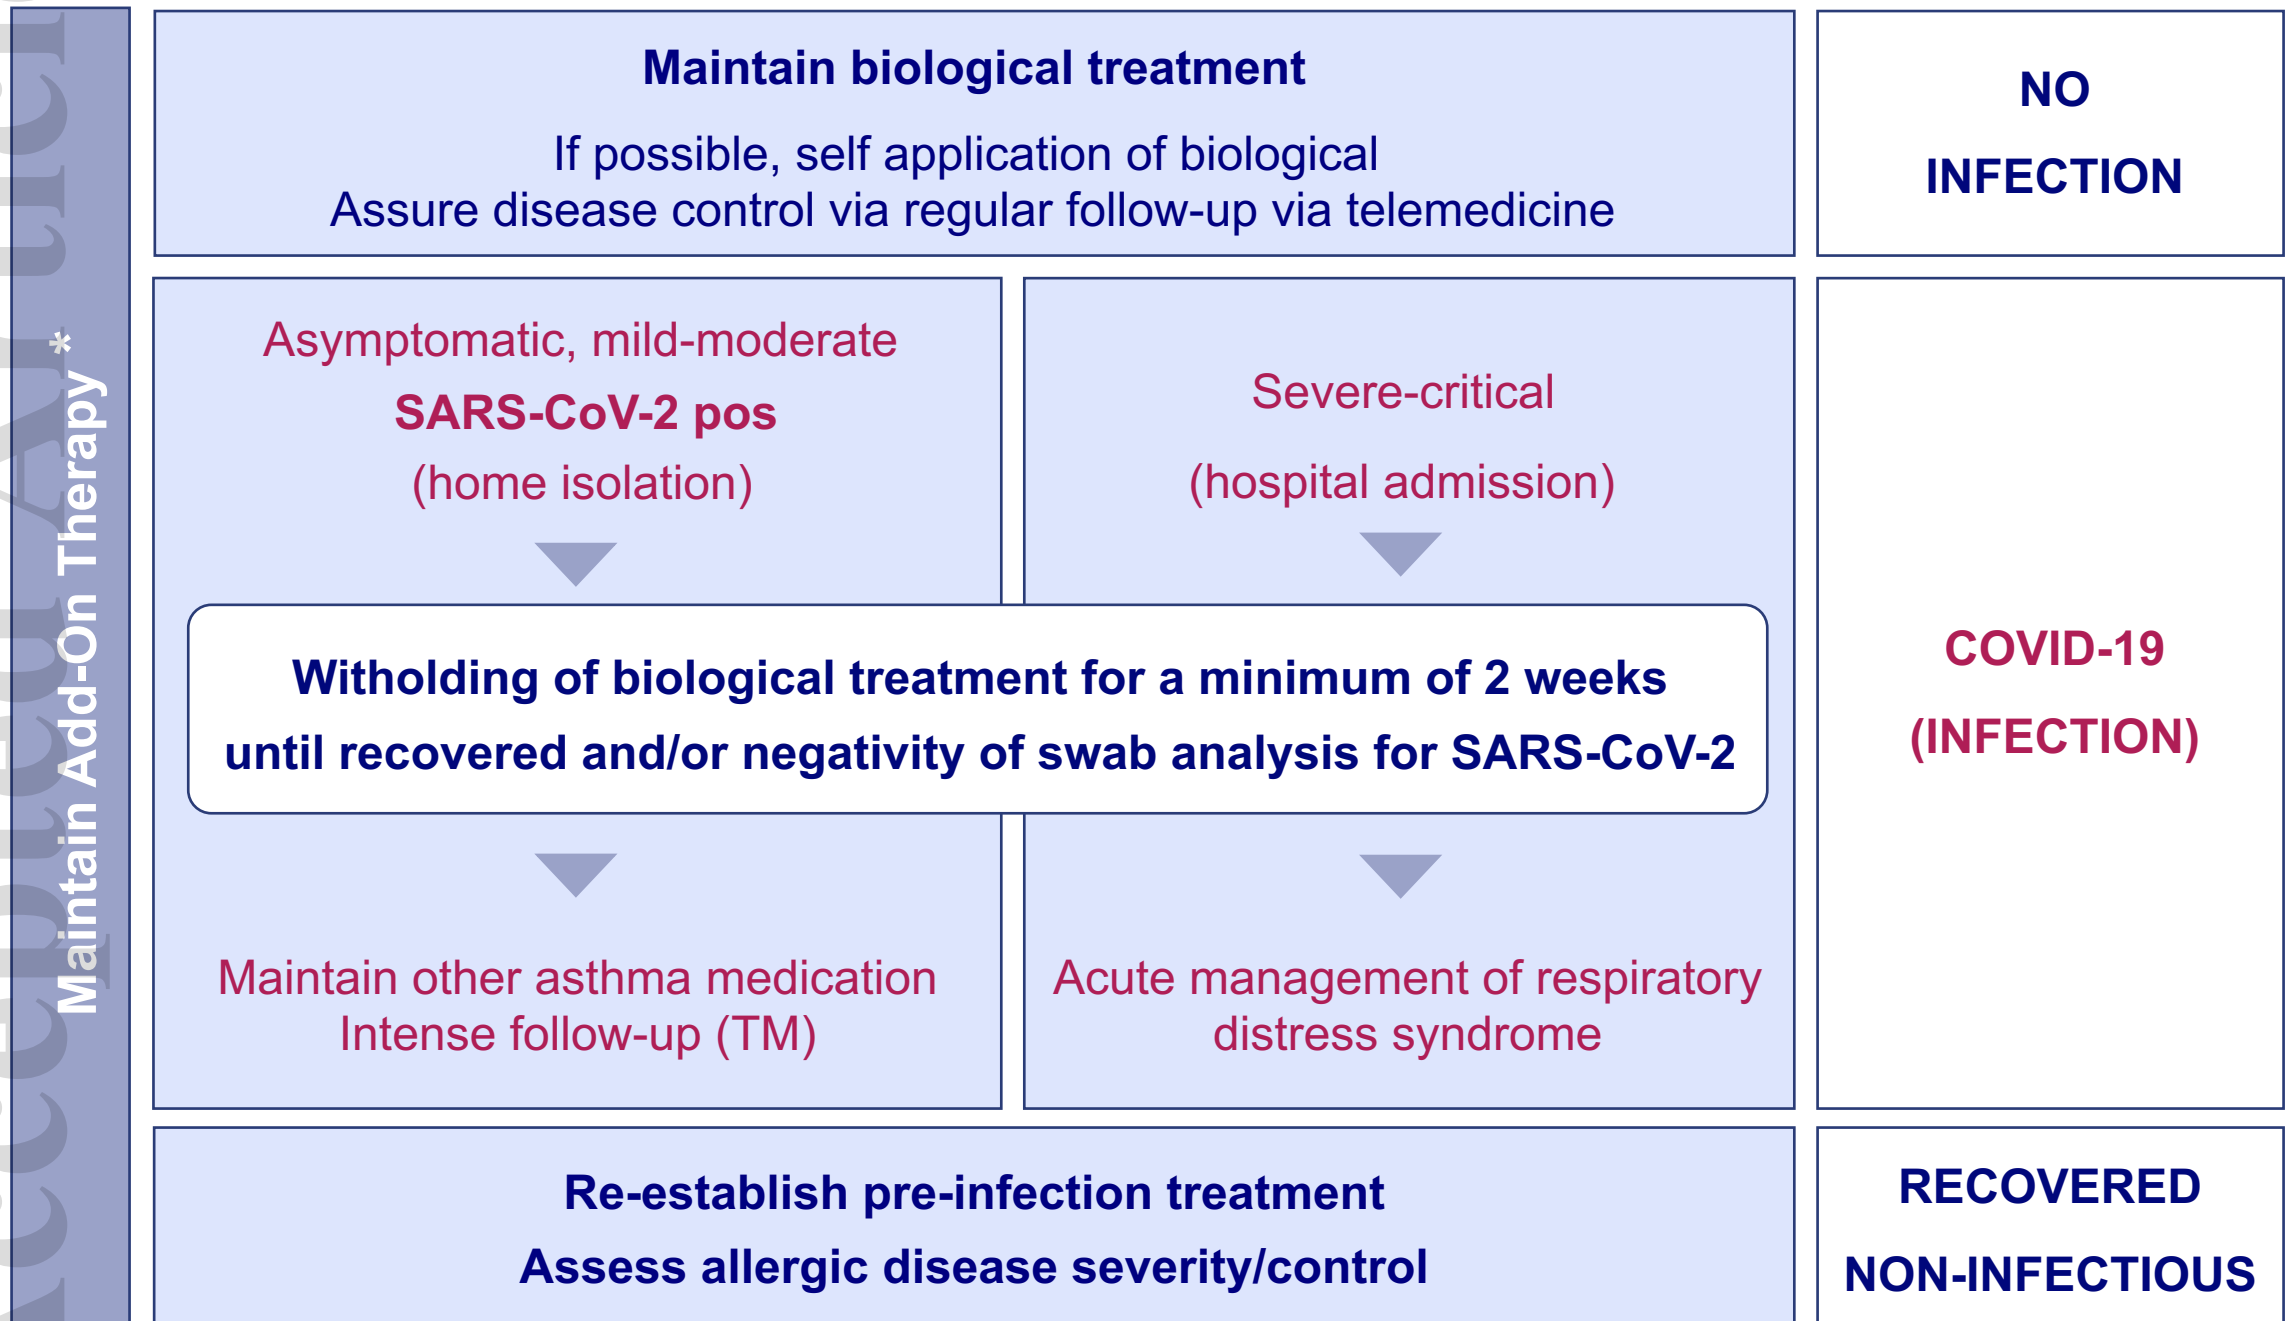 Maintain biological treatment
If possible, self application of biological
Assure disease control via regular follow-up via telemedicine
NO
INFECTION
Maintain Add-On Therapy*
Asymptomatic, mild-moderate
SARS-CoV-2 pos
(home isolation)
Severe-critical
(hospital admission)
Witholding of biological treatment for a minimum of 2 weeks
until recovered and/or negativity of swab analysis for SARS-CoV-2
Maintain other asthma medication
Intense follow-up (TM)
Acute management of respiratory
distress syndrome
COVID-19
(INFECTION)
Re-establish pre-infection treatment
Assess allergic disease severity/control
RECOVERED
NON-INFECTIOUS